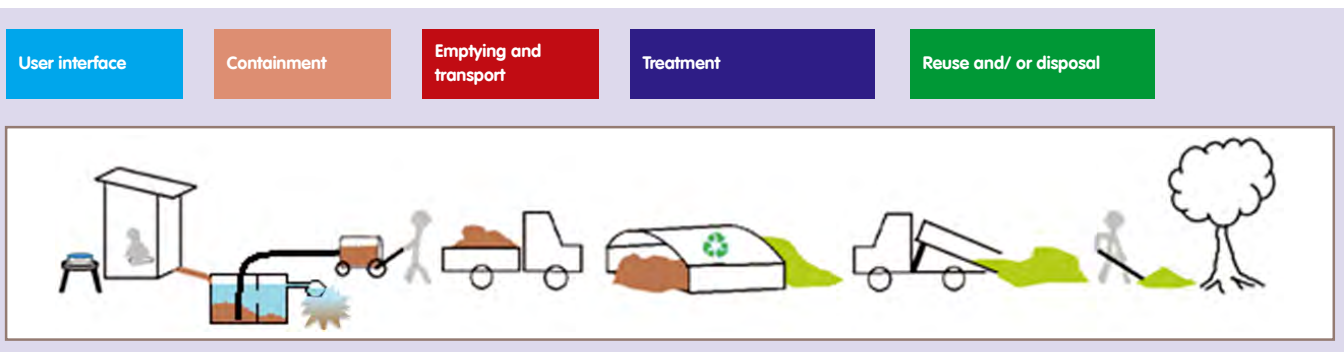 User interface
Containment
Emptying and
transport
Treatment
Reuse and/ or disposal